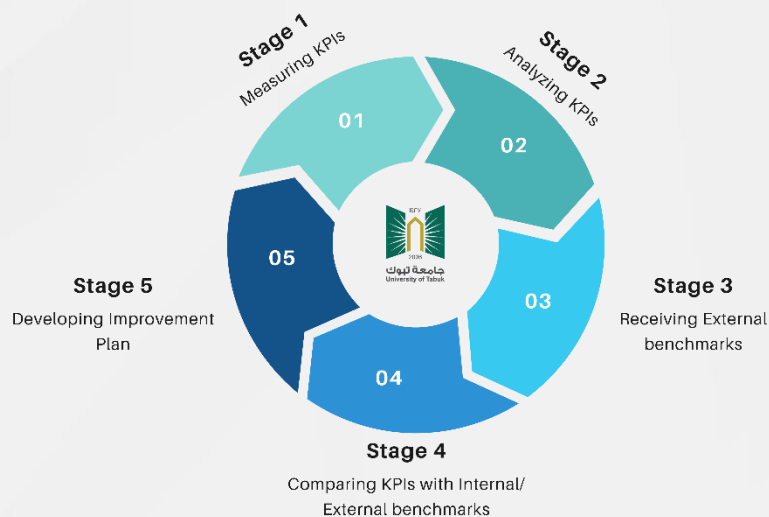 Stage 1
Measuring KPIs
01
Stage 2
Analyzing KPIs
02
Stage 3
Receiving External
benchmarks
03
Stage 4
Comparing KPIs with Internal/
External benchmarks
04
Stage 5
Developing Improvement
Plan
05
2006
جامعة تبوك
University of Tabuk